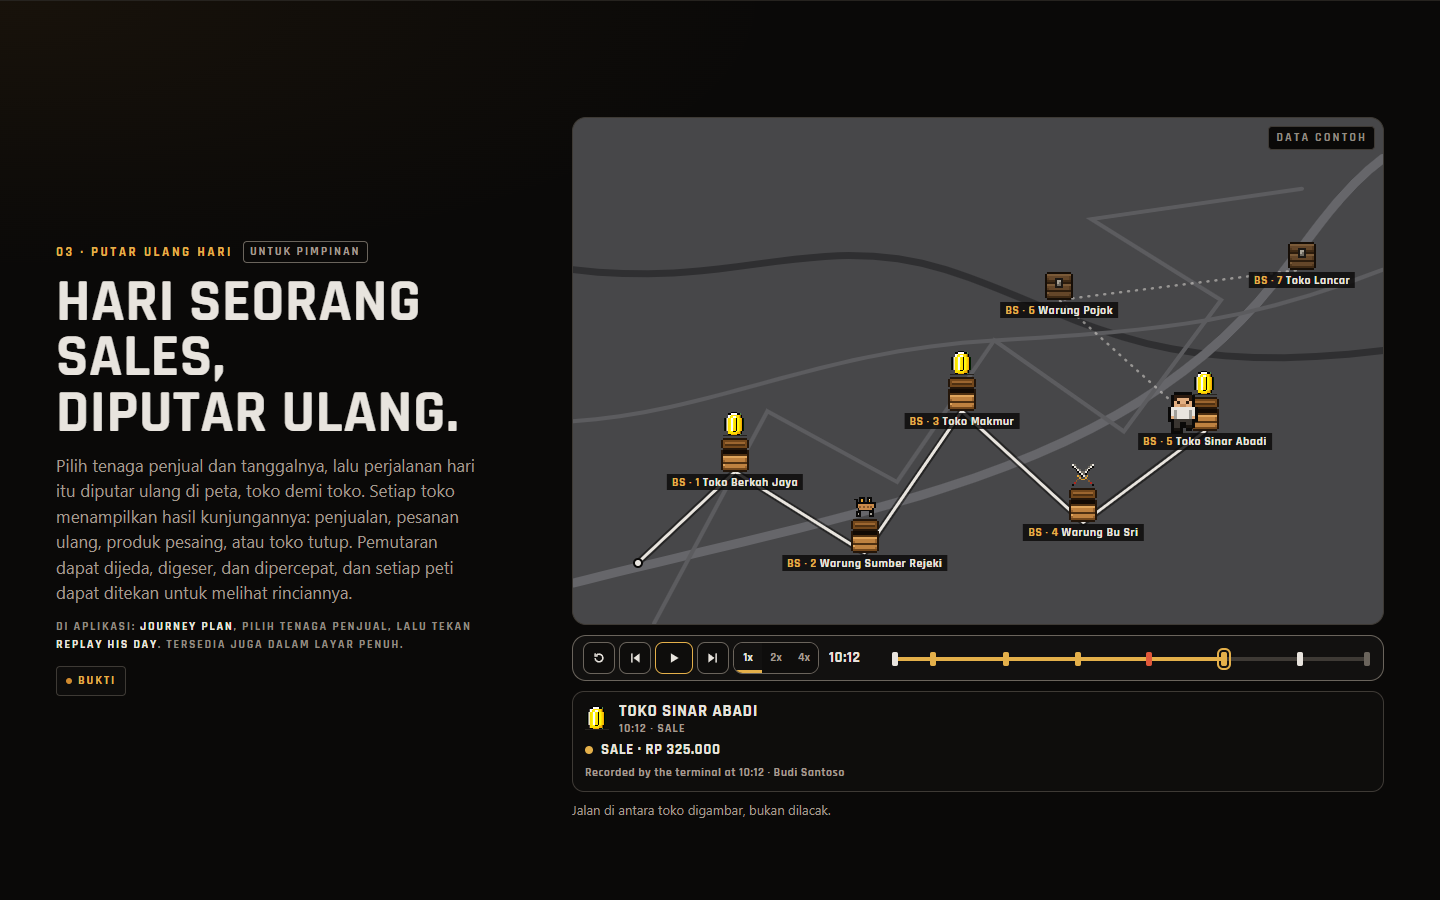 03 · PUTAR ULANG HARI
UNTUK PIMPINAN
HARI SEORANG
SALES,
DIPUTAR ULANG.
Pilih tenaga penjual dan tanggalnya, lalu perjalanan hari
itu diputar ulang di peta, toko demi toko. Setiap toko
menampilkan hasil kunjungannya: penjualan, pesanan
ulang, produk pesaing, atau toko tutup. Pemutaran
dapat dijeda, digeser, dan dipercepat, dan setiap peti
dapat ditekan untuk melihat rinciannya.
DI APLIKASI: JOURNEY PLAN, PILIH TENAGA PENJUAL, LALU TEKAN
REPLAY HIS DAY. TERSEDIA JUGA DALAM LAYAR PENUH.
BUKTI
DATA CONTOH
BS · 7 Toko Lancar
BS · 6 Warung Pojok
BS · 3 Toko Makmur
BS · 5 Toko Sinar Abadi
BS · 1 Toko Berkah Jaya
BS · 4 Warung Bu Sri
BS · 2 Warung Sumber Rejeki
1x 2x 4x 10:12
TOKO SINAR ABADI
10:12 · SALE
SALE · RP 325.000
Recorded by the terminal at 10:12 · Budi Santoso
Jalan di antara toko digambar, bukan dilacak.